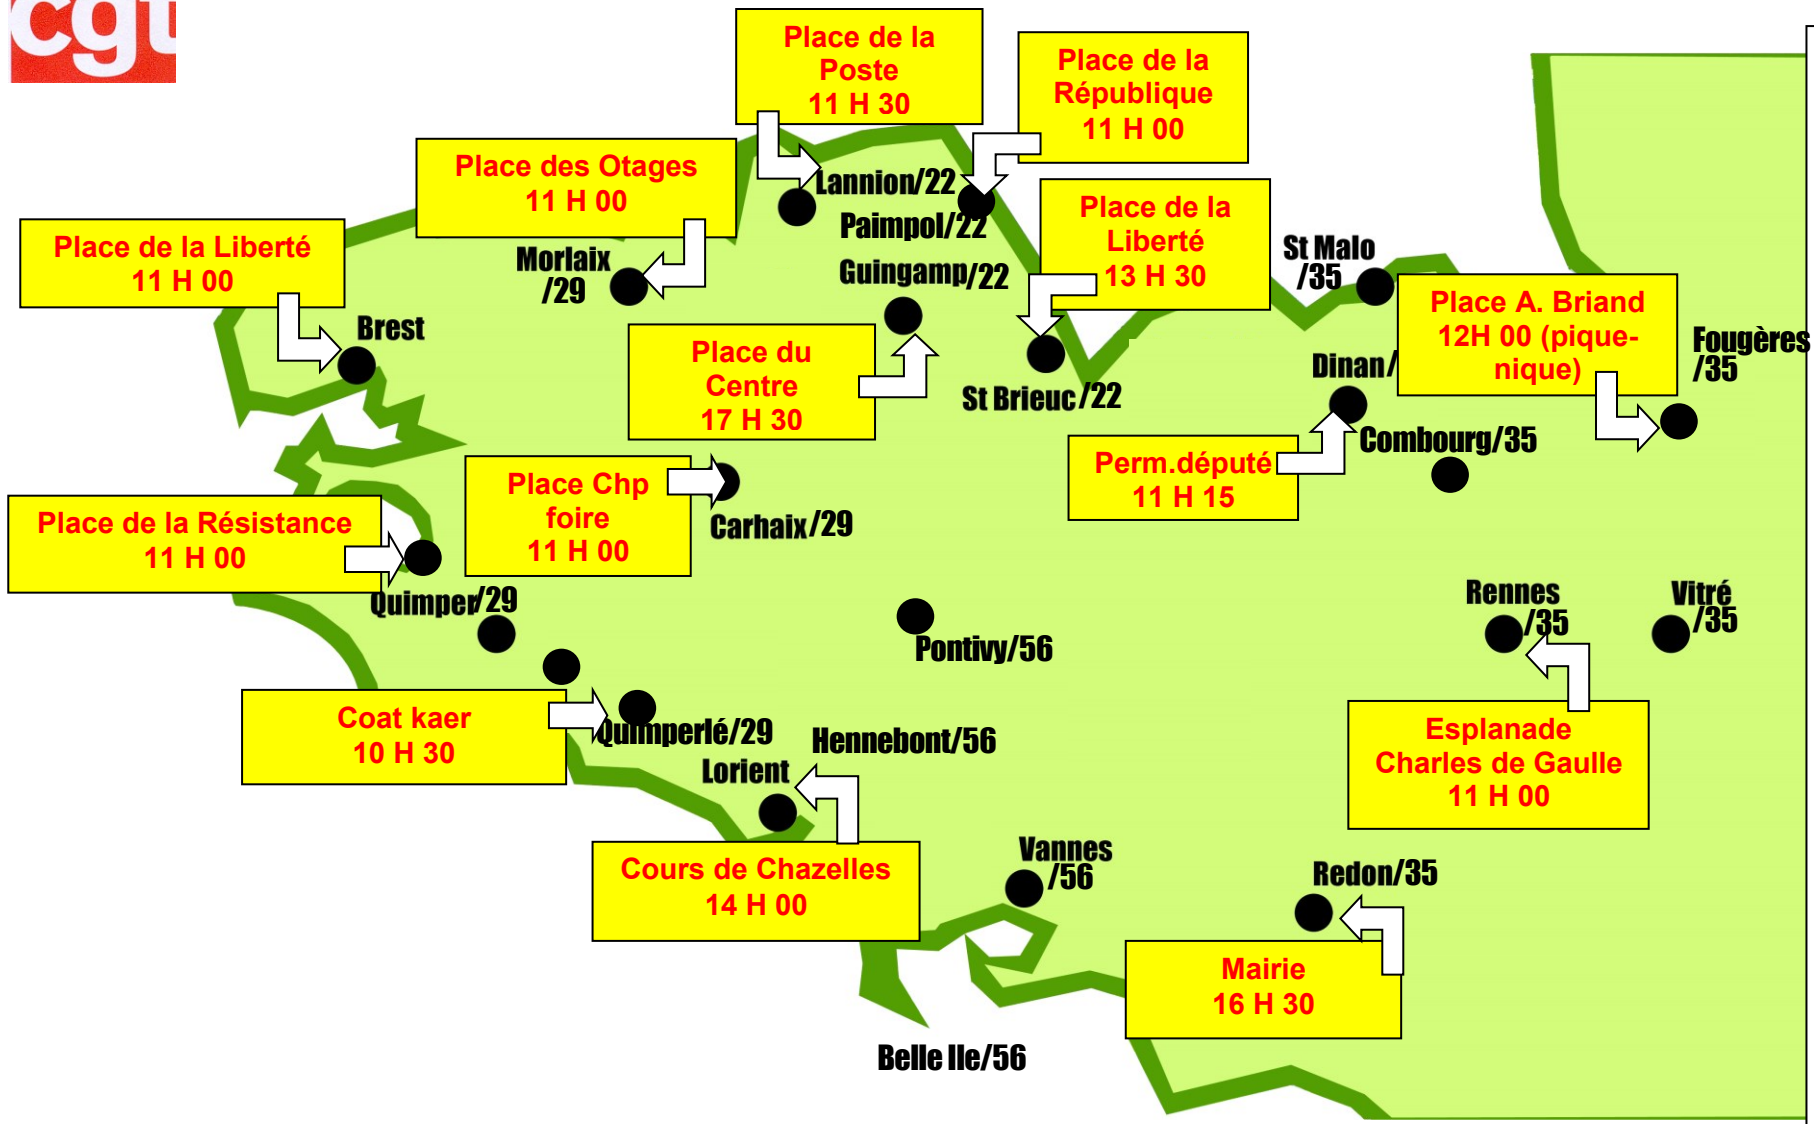 cgt
Place de la
Poste
11 H 30
Place de la
République
11 H 00
Place des Otages
11 H 00
Lannion/22
Paimpol/22
Place de la
Liberté
13 H 30
Place de la Liberté
11 H 00
Morlaix
/29
Guingamp/22
St Malo
/35
Place A. Briand
12H 00 (pique-
nique)
Fougères
/35
Brest
Place du
Centre
17 H 30
St Brieuc/22
Dinan/
Combourg/35
Perm.député
11 H 15
Place Chp
foire
11 H 00
Carhaix/29
Place de la Résistance
11 H 00
Quimper/29
Pontivy/56
Rennes
/35
Vitré
/35
Coat kaer
10 H 30
Quimperlé/29
Hennebont/56
Lorient
Esplanade
Charles de Gaulle
11 H 00
Cours de Chazelles
14 H 00
Vannes
/56
Redon/35
Mairie
16 H 30
Belle Ile/56